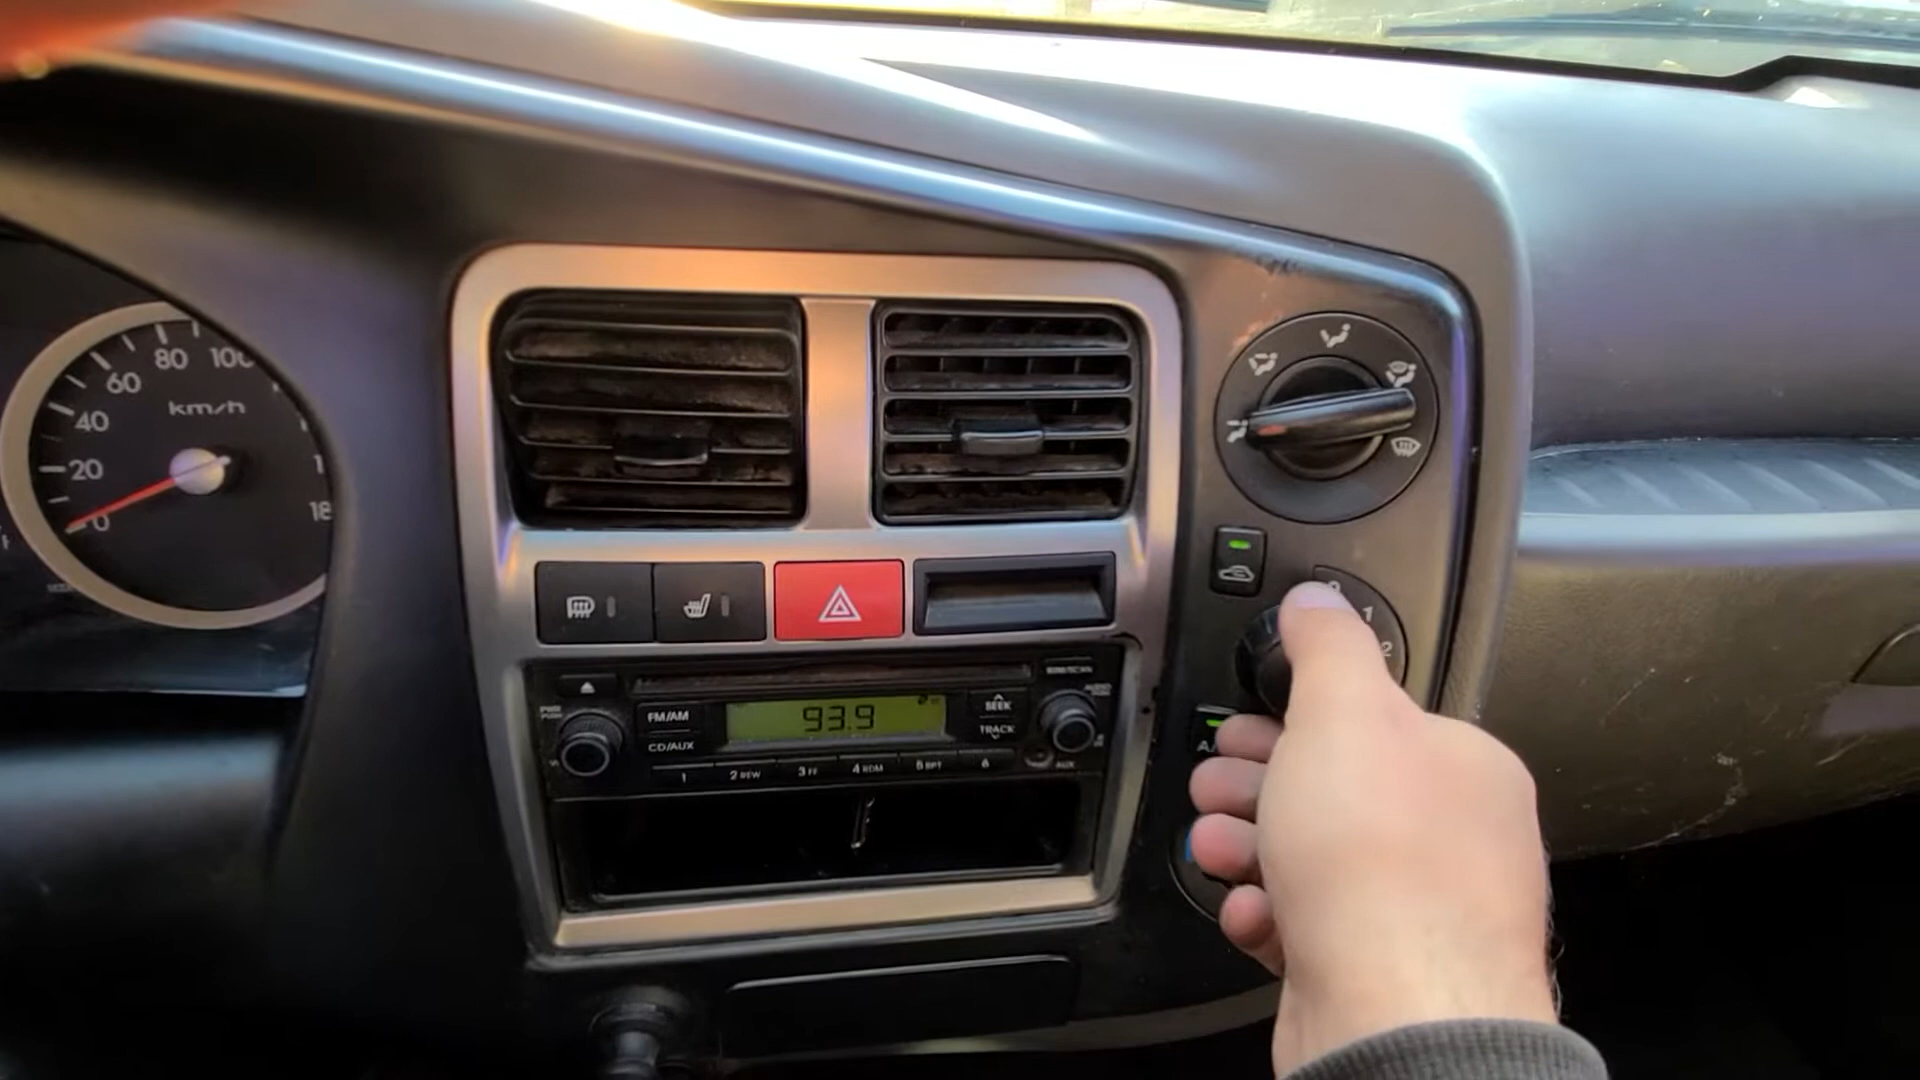 80 100
60
km/h
40
20
0
18
FM/AM
93.9
SEEK
CD/AUX
TRACK
1 2 REW 3 FF 4 RDM 5 RPT 6
AUX
0
1
2
A/